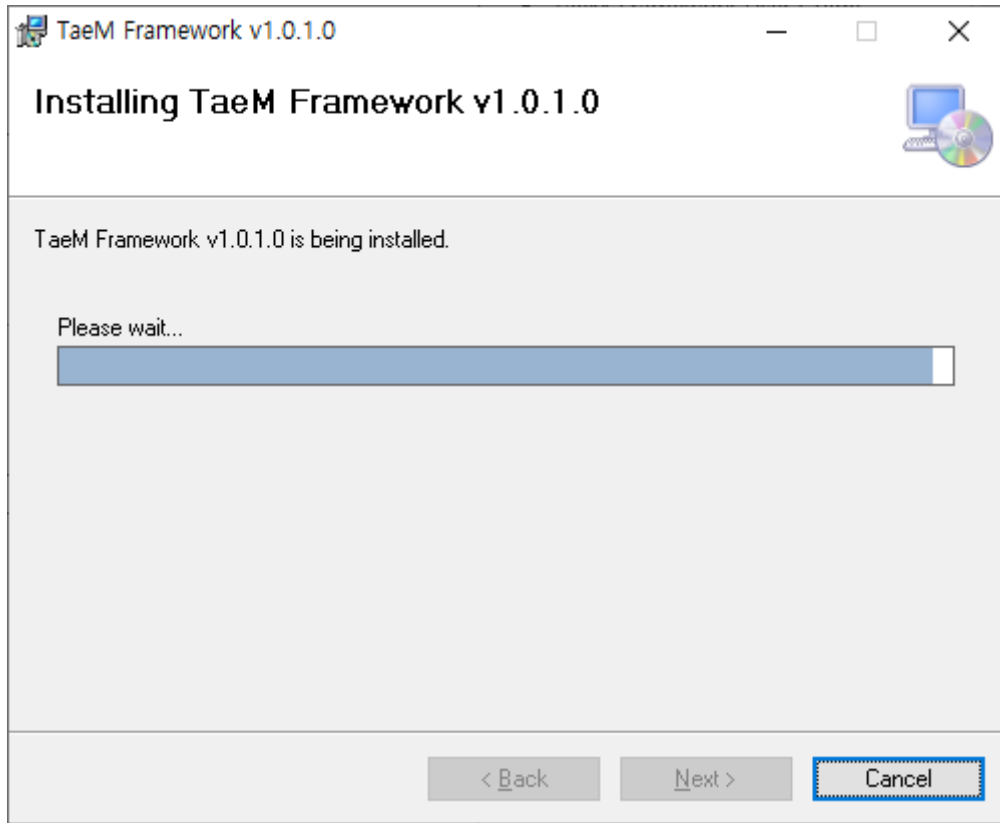 TaeM Framework v1.0.1.0
Installing TaeM Framework v1.0.1.0
TaeM Framework v1.0.1.0 is being installed.
Please wait...
< Back
Next >
Cancel